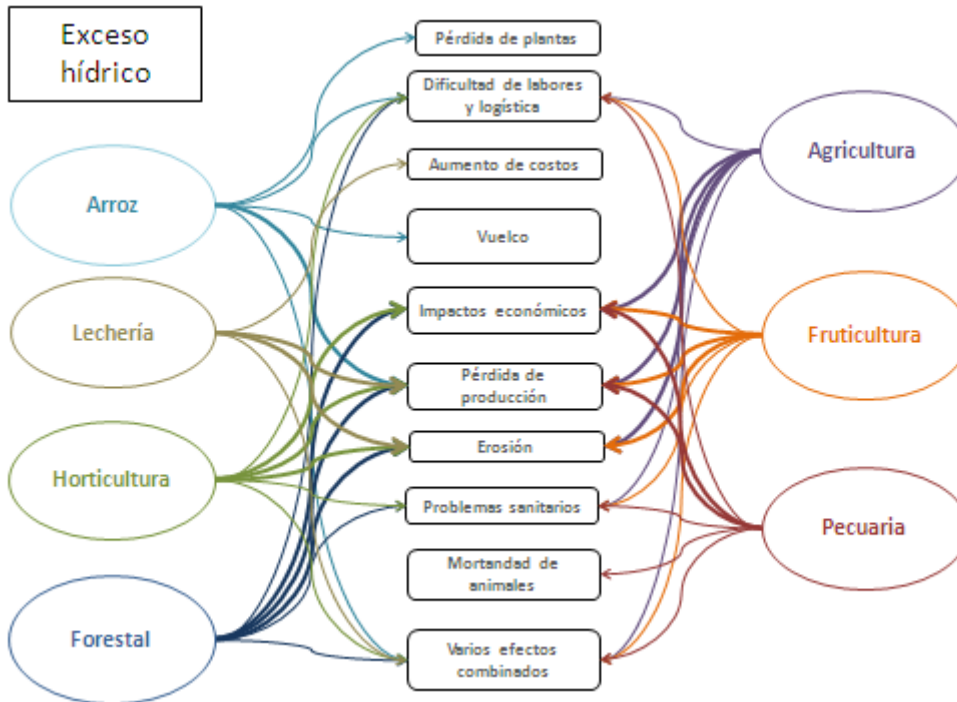 Exceso
hídrico
Pérdida de plantas
Dificultad de labores
y logística
Aumento de costos
Vuelco
Impactos económicos
Pérdida de
producción
Erosión
Problemas sanitarios
Mortandad de
animales
Varios efectos
combinados
Arroz
Lechería
Horticultura
Forestal
Agricultura
Fruticultura
Pecuaria